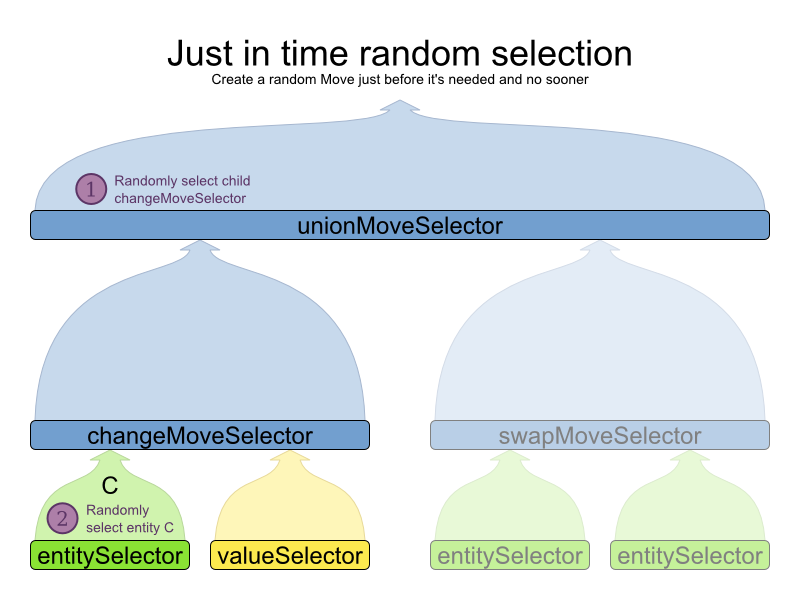 Just in time random selection
Create a random Move just before it's needed and no sooner
1
Randomly select child
changeMoveSelector
unionMoveSelector
changeMoveSelector
swapMoveSelector
C
2
Randomly
select entity C
entitySelector
valueSelector
entitySelector
entitySelector